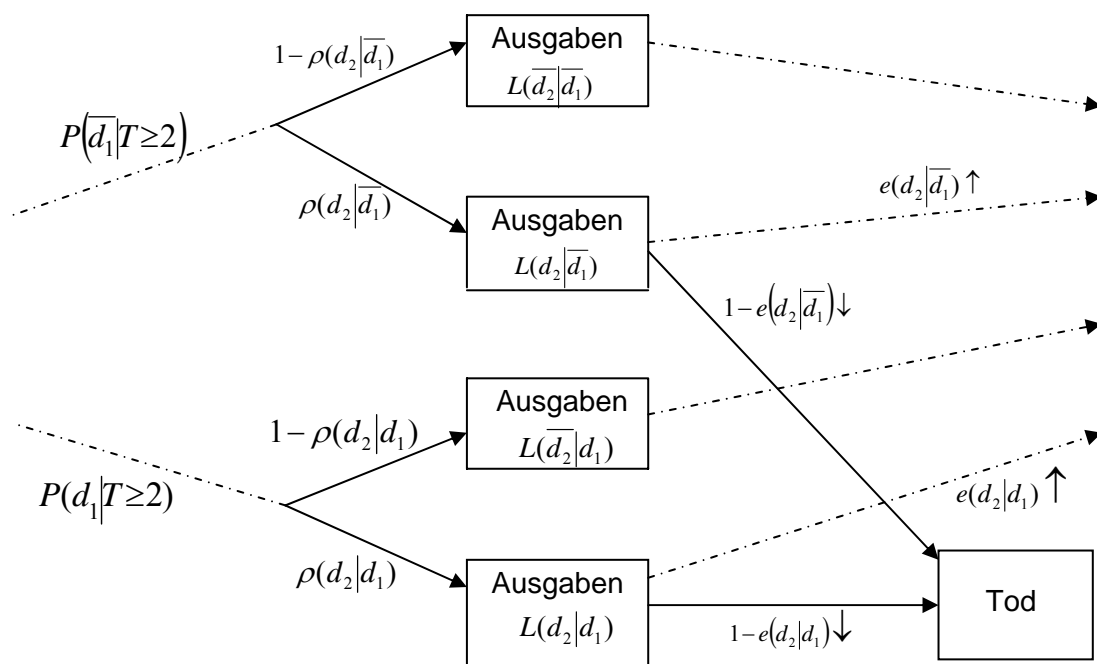 Ausgaben
L(d̅₂|d̅₁)
1− ρ(d₂|d̅₁)
P(d̅₁|T≥2)
ρ(d₂|d̅₁)
Ausgaben
L(d₂|d̅₁)
e(d₂|d̅₁)↑
1−e(d₂|d̅₁)↓
Ausgaben
L(d̅₂|d₁)
1− ρ(d₂|d₁)
P(d₁|T≥2)
ρ(d₂|d₁)
Ausgaben
L(d₂|d₁)
e(d₂|d₁)↑
1−e(d₂|d₁)↓
Tod